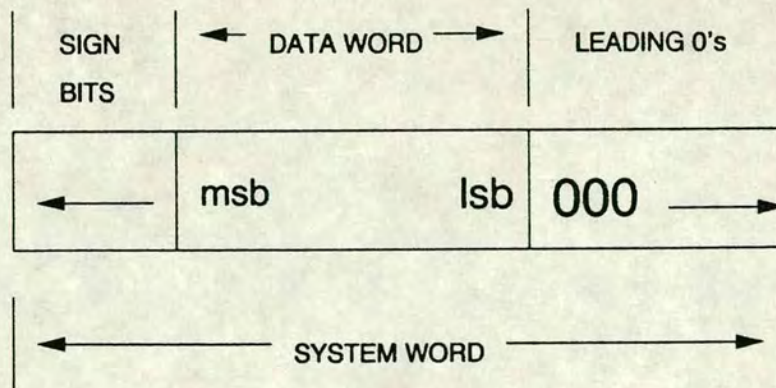 SIGN
BITS
DATA WORD
LEADING 0's
msb
lsb
000
SYSTEM WORD